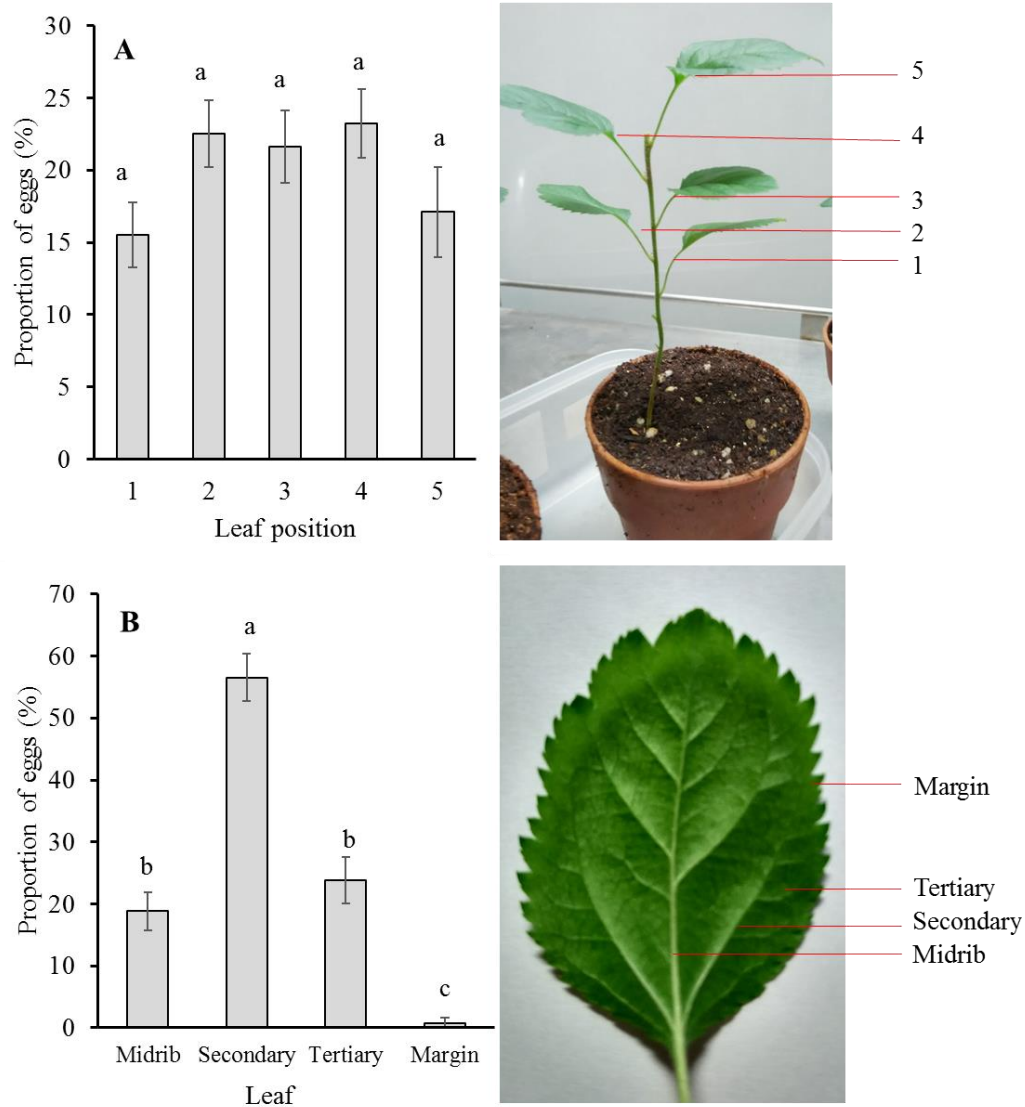 A
Proportion of eggs (%)
30
25
20
15
10
5
0
a
a
a
a
a
1
2
3
4
5
Leaf position
5
4
3
2
1
B
Proportion of eggs (%)
70
60
50
40
30
20
10
0
b
a
b
c
Midrib
Secondary
Tertiary
Margin
Leaf
Margin
Tertiary
Secondary
Midrib